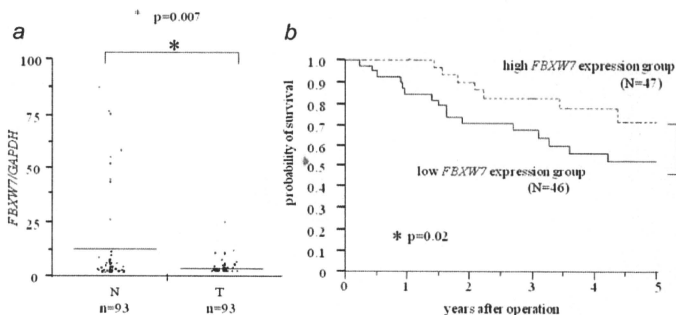 * p=0.007
a
*
100
75
50
25
0
FBXW7/GAPDH
N
T
n=93
n=93
b
1.0
0.9
0.8
0.7
0.6
0.5
0.4
0.3
0.2
1.0
0
probability of survival
high FBXW7 expression group
(N=47)
low FBXW7 expression group
(N=46)
* p=0.02
0 1 2 3 4 5
years after operation